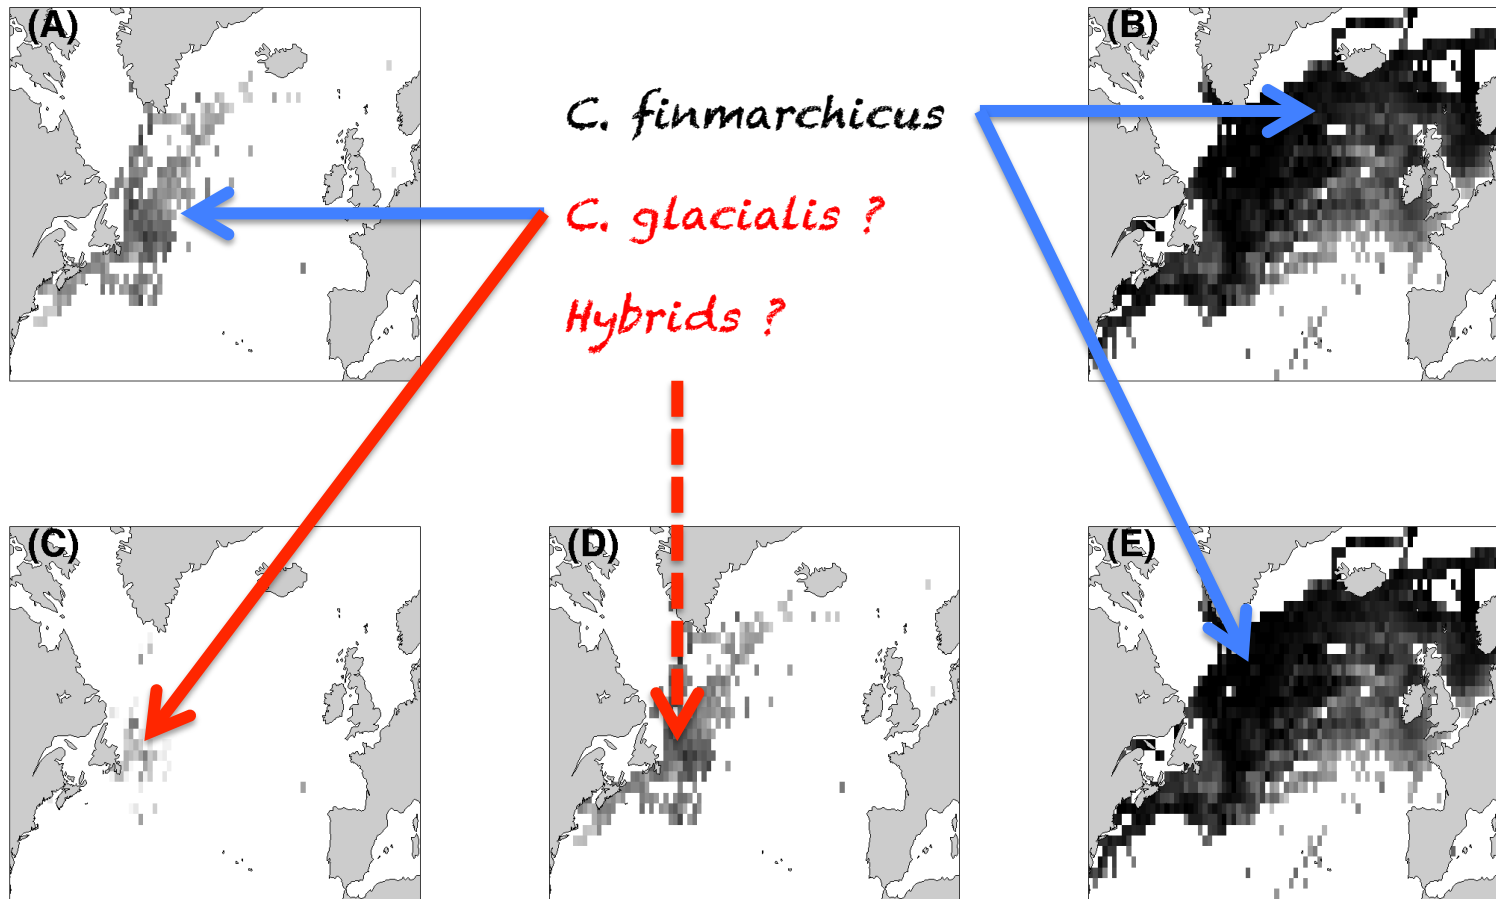 (A)
(B)
C. finmarchicus
C. glacialis ?
Hybrids ?
(C)
(D)
(E)